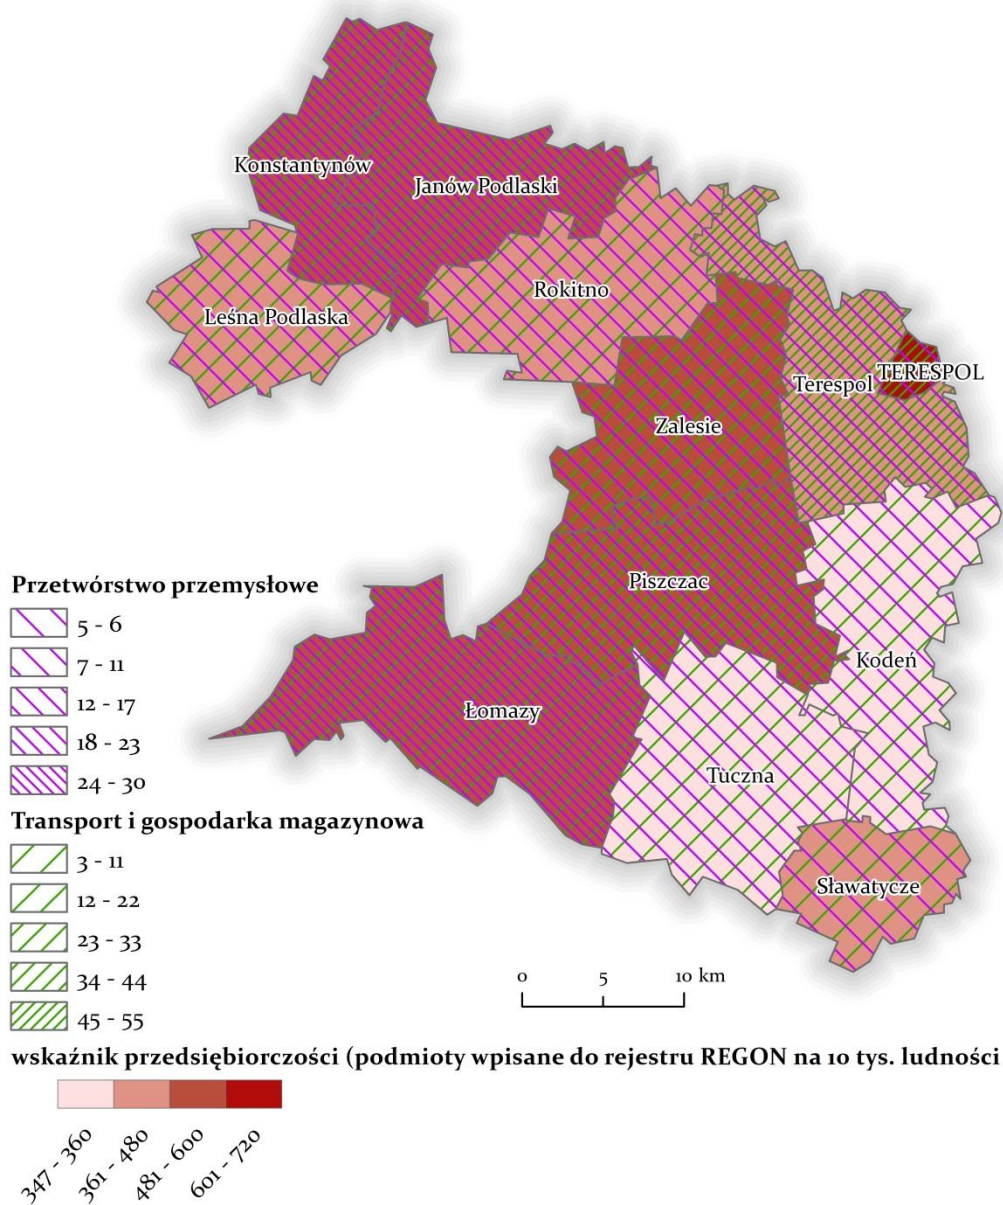 Konstantynów
Janów Podlaski
Rokitno
Leśna Podlaska
Terespol
TERESPOL
Zalesie
Piszczac
Kodeń
Łomazy
Tuczna
Sławatycze
Przetwórstwo przemysłowe
5 - 6
7 - 11
12 - 17
18 - 23
24 - 30
Transport i gospodarka magazynowa
3 - 11
12 - 22
23 - 33
34 - 44
45 - 55
0 5 10 km
wskaźnik przedsiębiorczości (podmioty wpisane do rejestru REGON na 10 tys. ludności
347 - 360
361 - 480
481 - 600
601 - 720